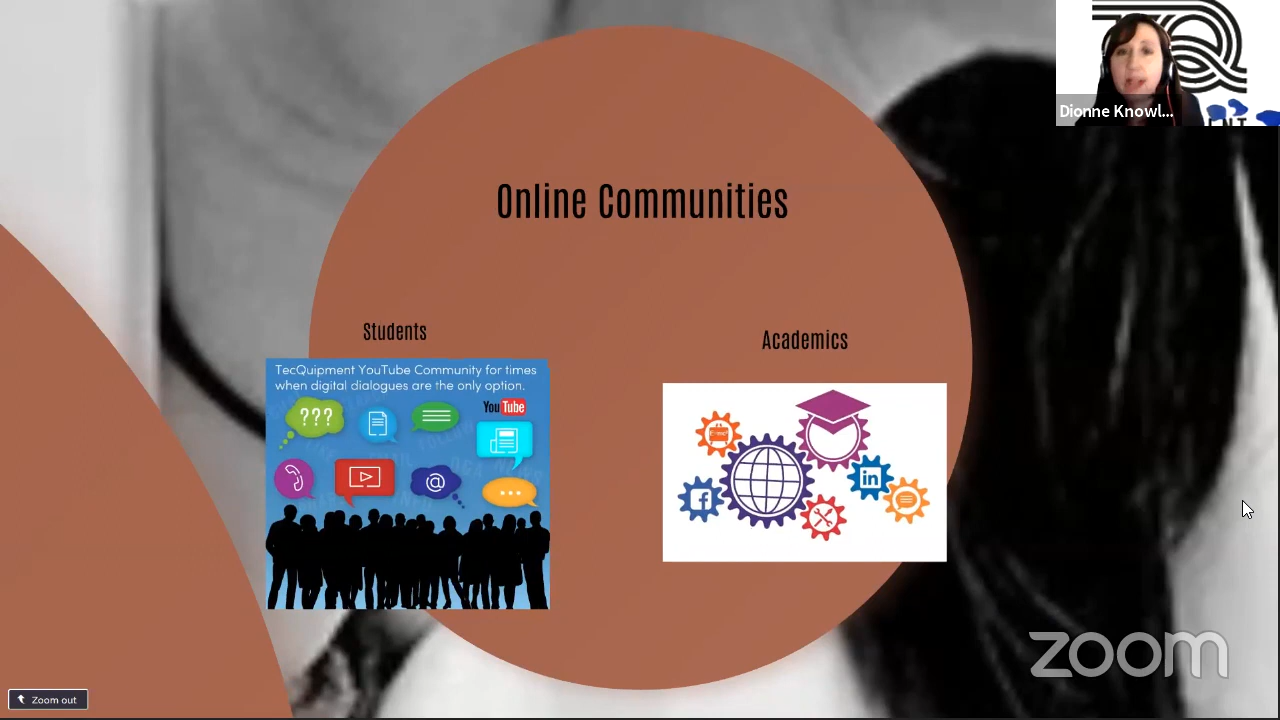 Dionne Knowl...
Online Communities
Students
Academics
TecQuipment YouTube Community for times
when digital dialogues are the only option.
???
YouTube
@
...
f
in
zoom
Zoom out